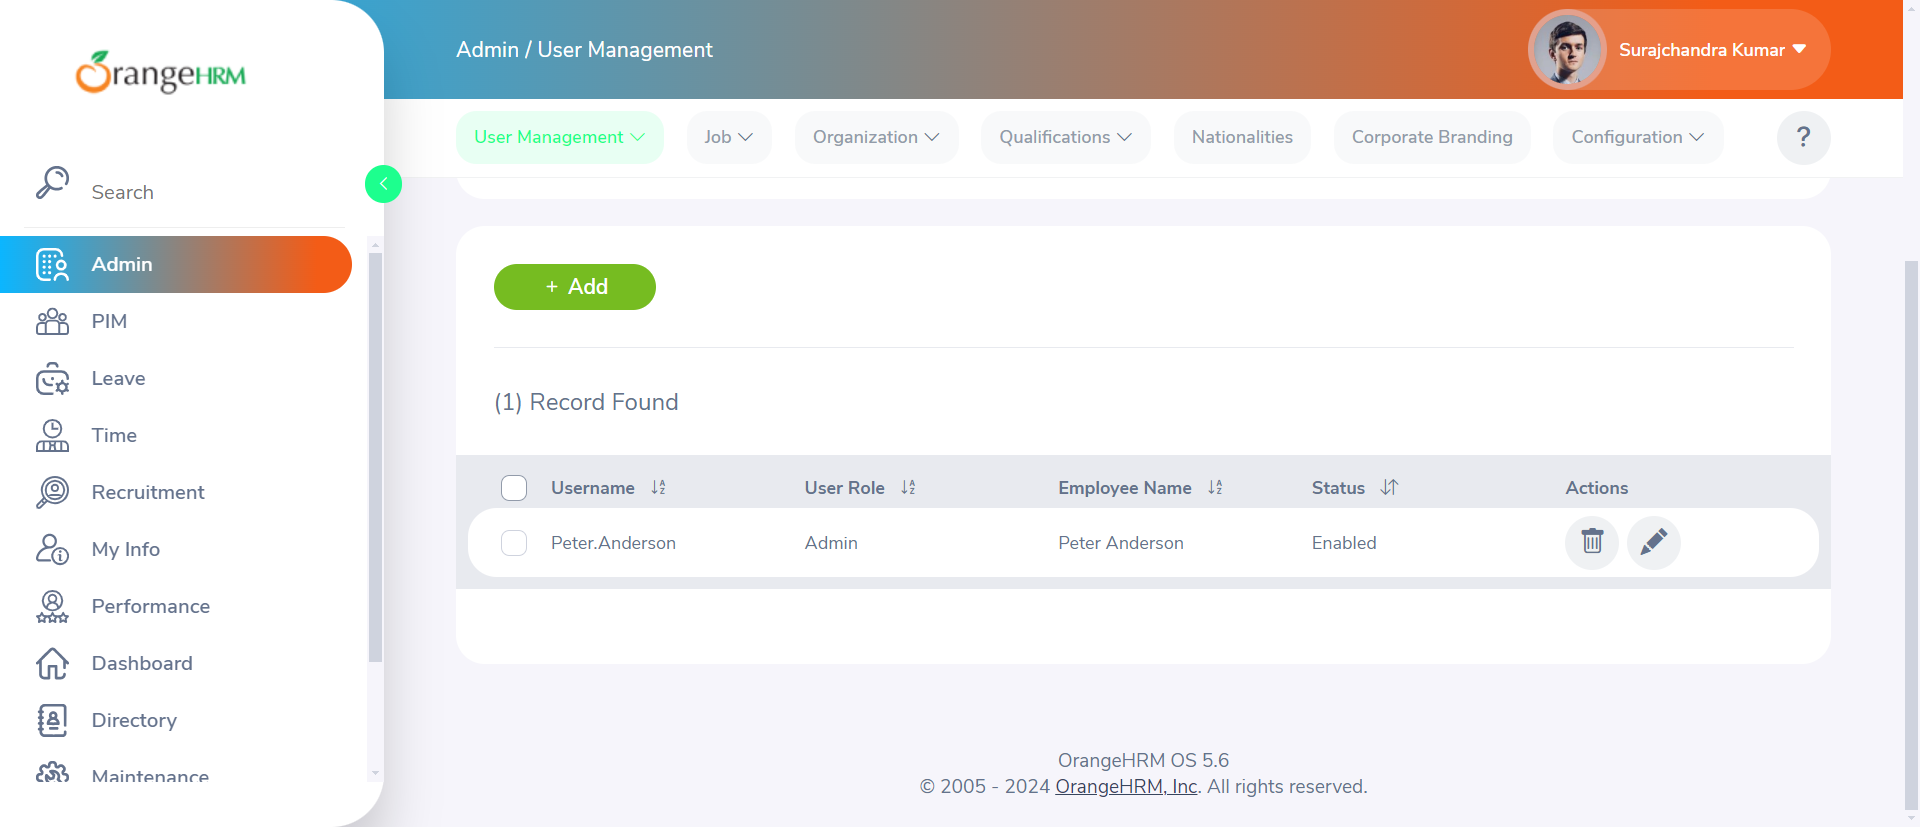 OrangeHRM
Admin / User Management
Surajchandra Kumar
User Management
Job
Organization
Qualifications
Nationalities
Corporate Branding
Configuration
?
Search
Admin
PIM
Leave
Time
Recruitment
My Info
Performance
Dashboard
Directory
Maintenance
+ Add
(1) Record Found
Username User Role Employee Name Status Actions
Peter.Anderson Admin Peter Anderson Enabled
OrangeHRM OS 5.6
© 2005 - 2024 OrangeHRM, Inc. All rights reserved.